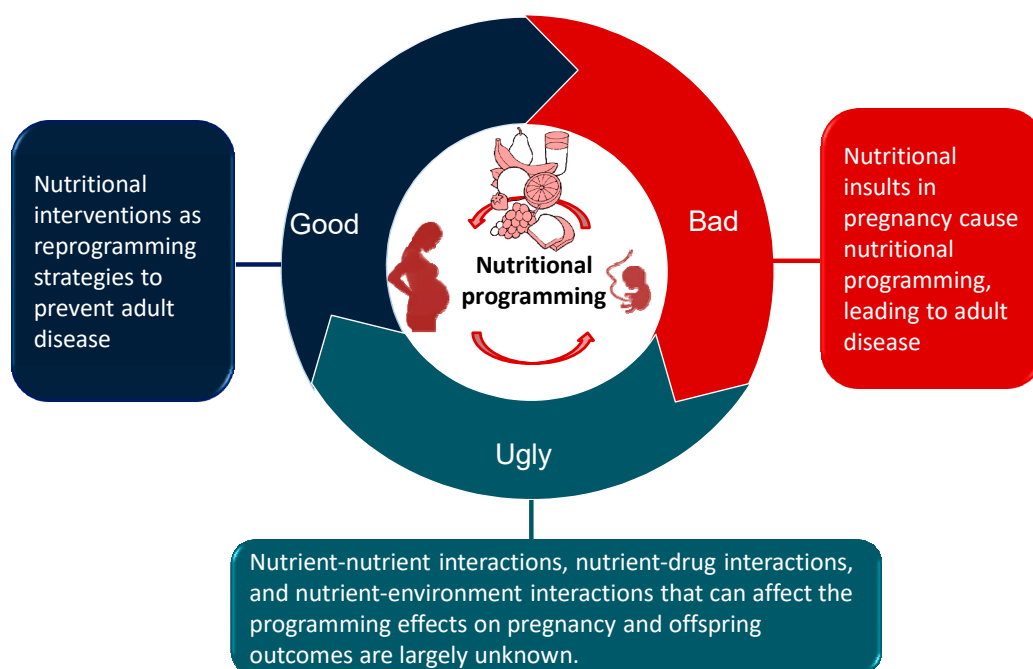 Nutritional
interventions as
reprogramming
strategies to
prevent adult
disease
Good
Nutritional
programming
Bad
Nutritional
insults in
pregnancy cause
nutritional
programming,
leading to adult
disease
Ugly
Nutrient-nutrient interactions, nutrient-drug interactions,
and nutrient-environment interactions that can affect the
programming effects on pregnancy and offspring
outcomes are largely unknown.